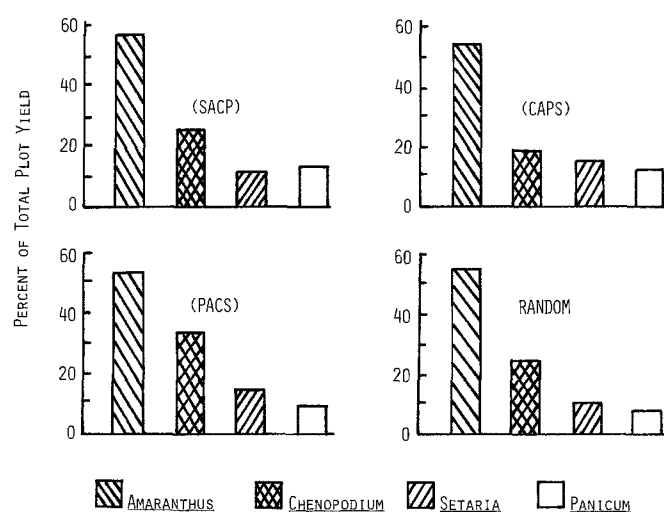 PERCENT OF TOTAL PLOT YIELD
60
40
20
0
(SACP)
60
40
20
0
(CAPS)
60
40
20
0
(PACS)
60
40
20
0
RANDOM
AMARANTHUS
CHENOPODIUM
SETARIA
PANICUM